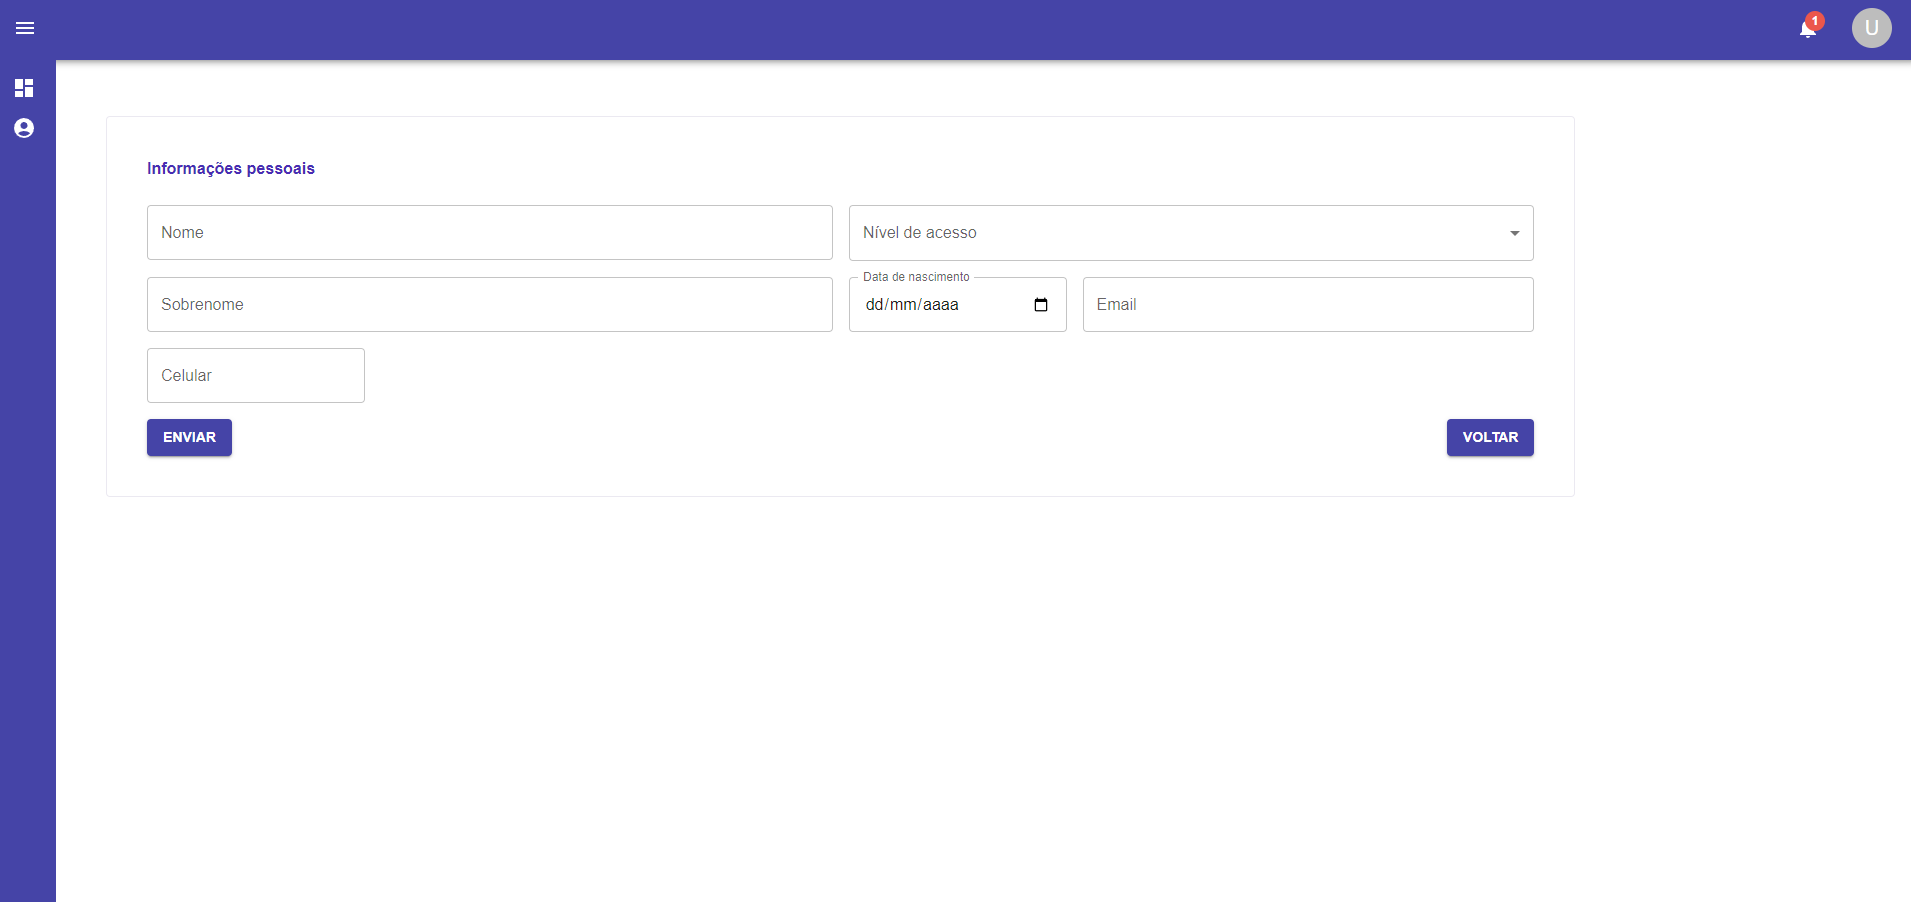 1
U
Informações pessoais
Nome
Nível de acesso
Sobrenome
Data de nascimento
dd/mm/aaaa
Email
Celular
ENVIAR
VOLTAR